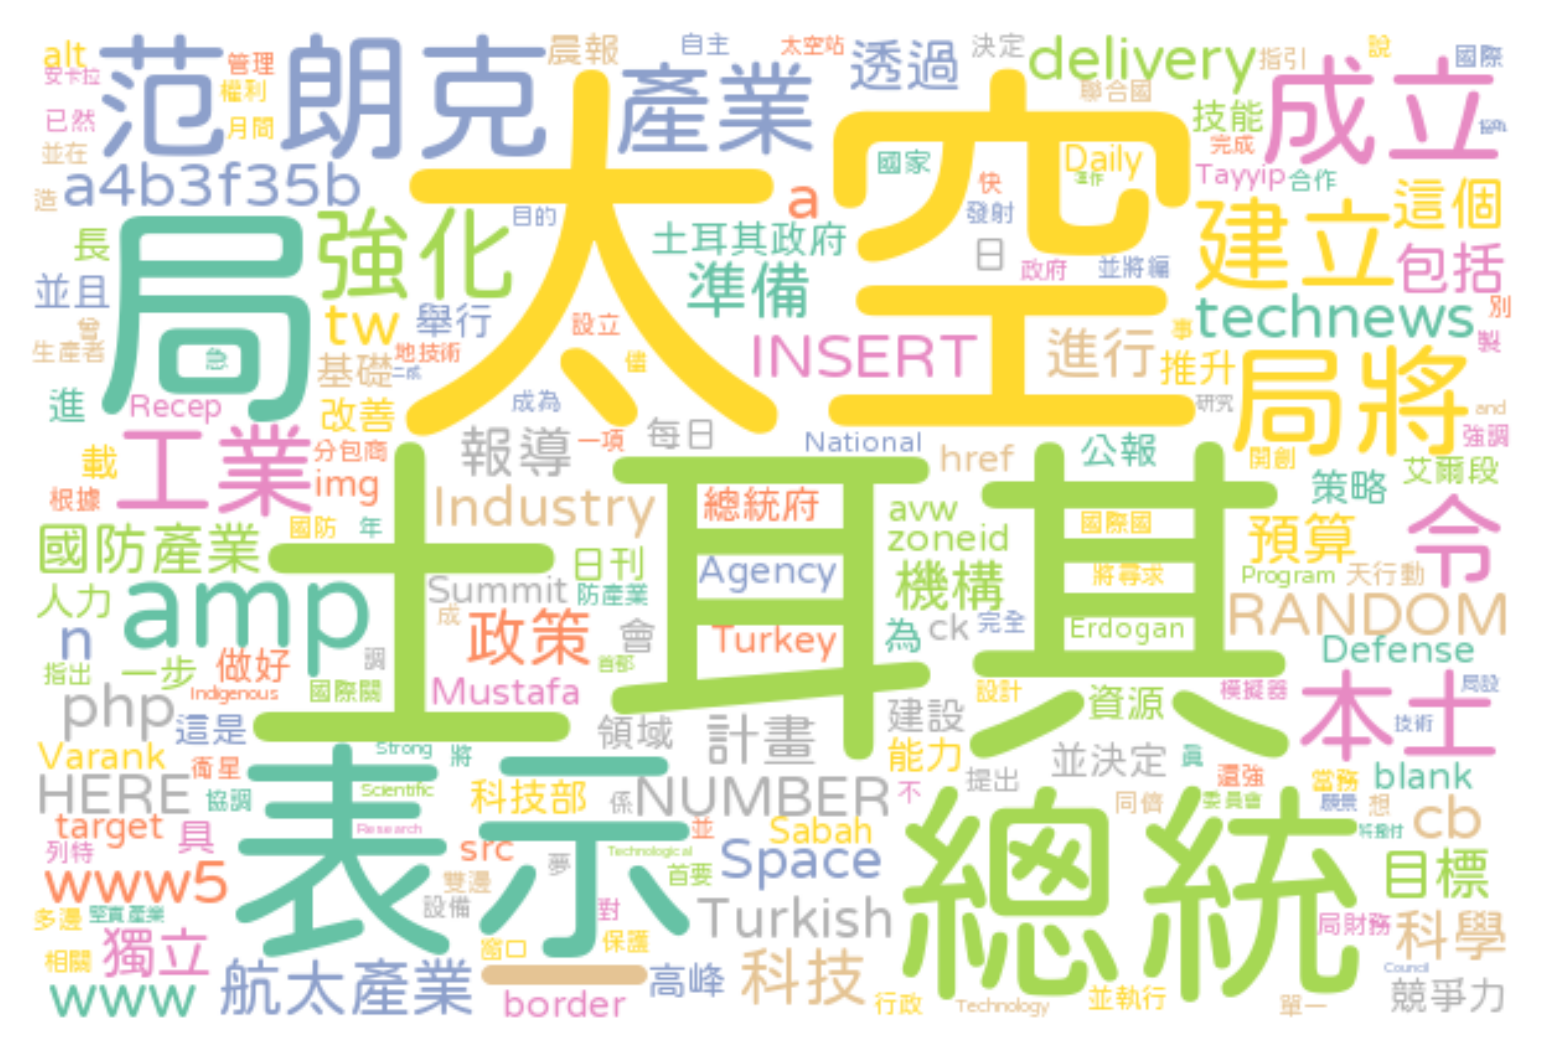 alt
范朗克
管理
晨報
自主
太空站
透過
決定
delivery
指引
說
國際
安卡拉
權利
產業
聯合國
成立
已然
月間
太空
國家
Daily
技能
完成
並在
快
Tayyip
合作
造
a4b3f35b
a
發射
建立
這個
長
局
強化
目的
土耳其政府
日
政府
並將編
包括
並且
準備
tw
舉行
設立
technews
別
曾
生產者
急
基礎
地技術
INSERT
進行
事
推升
局將
製
進
Recep
改善
成為
研究
and
工業
報導
一項
每日
National
href
公報
開創
強調
載
分包商
艾爾段
根據
img
Industry
總統府
avw
策略
令
國防產業
國防
年
土耳其
日刊
zoneid
國際國
預算
人力
amp
Summit
防產業
Agency
機構
將尋求
Program
天行動
n
成
政策
會
Turkey
為
ck
完全
Erdogan
RANDOM
指出
一步
做好
調
首都
Defense
php
Indigenous
國際關
Mustafa
設計
資源
模擬器
本土
局設
這是
領域
計畫
建設
技術
Varank
Strong
將
能力
並決定
衛星
表示
提出
還強
當務
blank
HERE
協調
Scientific
科技部
係
NUMBER
不
同儕
委員會
願景
想
cb
target
具
Research
並
Sabah
總統
特撥付
列特
src
Technological
www5
夢
首要
Space
目標
雙邊
多邊
設備
對
Turkish
局財務
科學
獨立
窗口
保護
相關
航太產業
一
高峰
科技
Council
www
border
行政
Technology
並執行
單一
競爭力